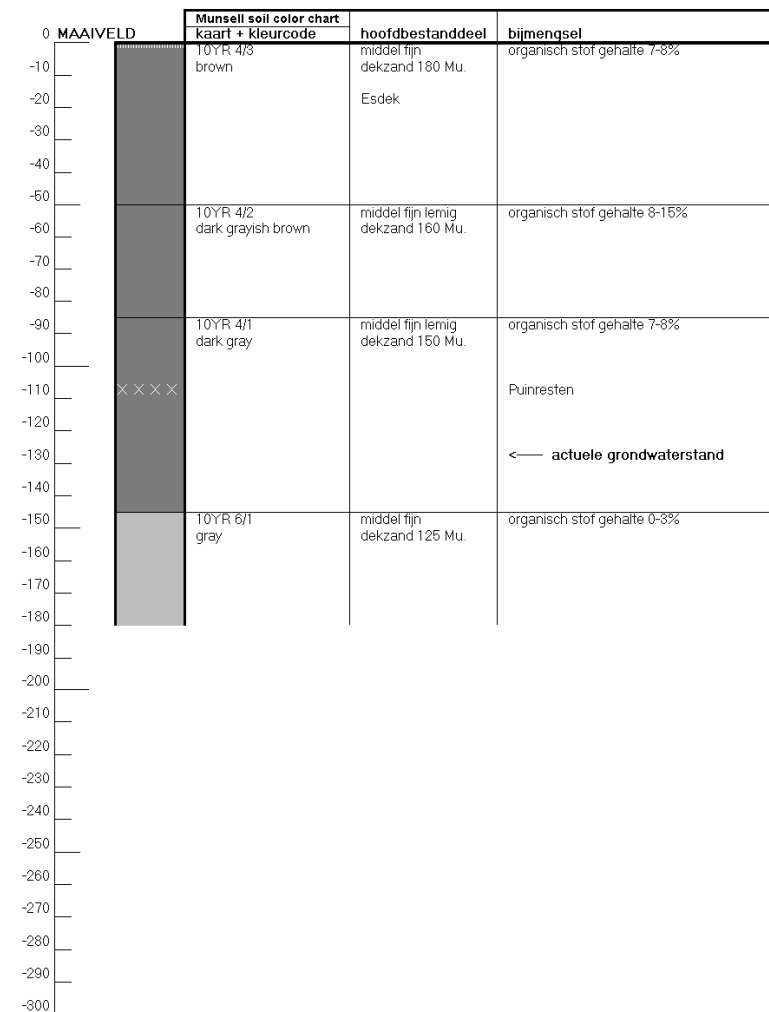 Munsell soil color chart
0 MAAIVELD kaart + kleurcode hoofdbestanddeel bijmengsel
10YR 4/3 middel fijn organisch stof gehalte 7-8%
-10 brown dekzand 180 Mu.
-20 Esdek
-30
-40
-50
10YR 4/2 middel fijn lemig organisch stof gehalte 8-15%
-60 dark grayish brown dekzand 160 Mu.
-70
-80
-90 10YR 4/1 middel fijn lemig organisch stof gehalte 7-8%
dark gray dekzand 150 Mu.
-100
-110 X X X X Puinresten
-120
-130 <—— actuele grondwaterstand
-140
-150 10YR 6/1 middel fijn organisch stof gehalte 0-3%
gray dekzand 125 Mu.
-160
-170
-180
-190
-200
-210
-220
-230
-240
-250
-260
-270
-280
-290
-300